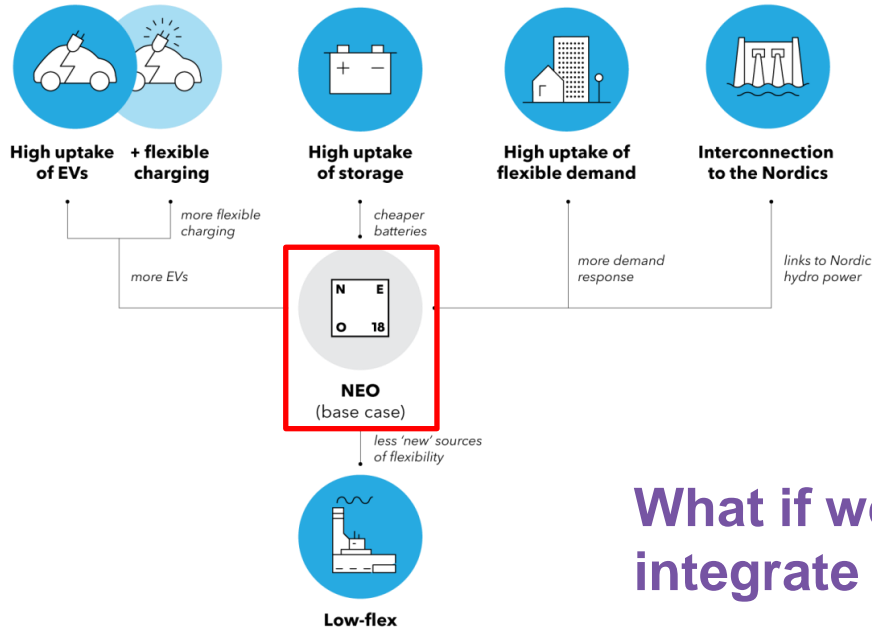 High uptake
of EVs
+ flexible
charging
High uptake
of storage
High uptake of
flexible demand
Interconnection
to the Nordics
more flexible
charging
cheaper
batteries
more EVs
more demand
response
links to Nordic
hydro power
N E
O 18
NEO
(base case)
less ‘new’ sources
of flexibility
Low-flex
What if we
integrate